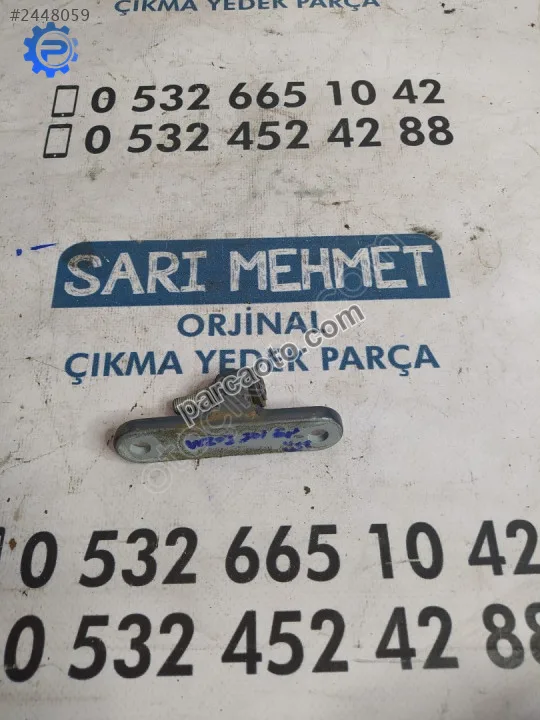 #2448059
ÇIKMA YEDEK PARÇA
0 532 665 10 42
0 532 452 42 88
SARI MEHMET
ORJİNAL
ÇIKMA YEDEK PARÇA
parcaoto.com
0 532 665 10 42
0 532 452 42 88